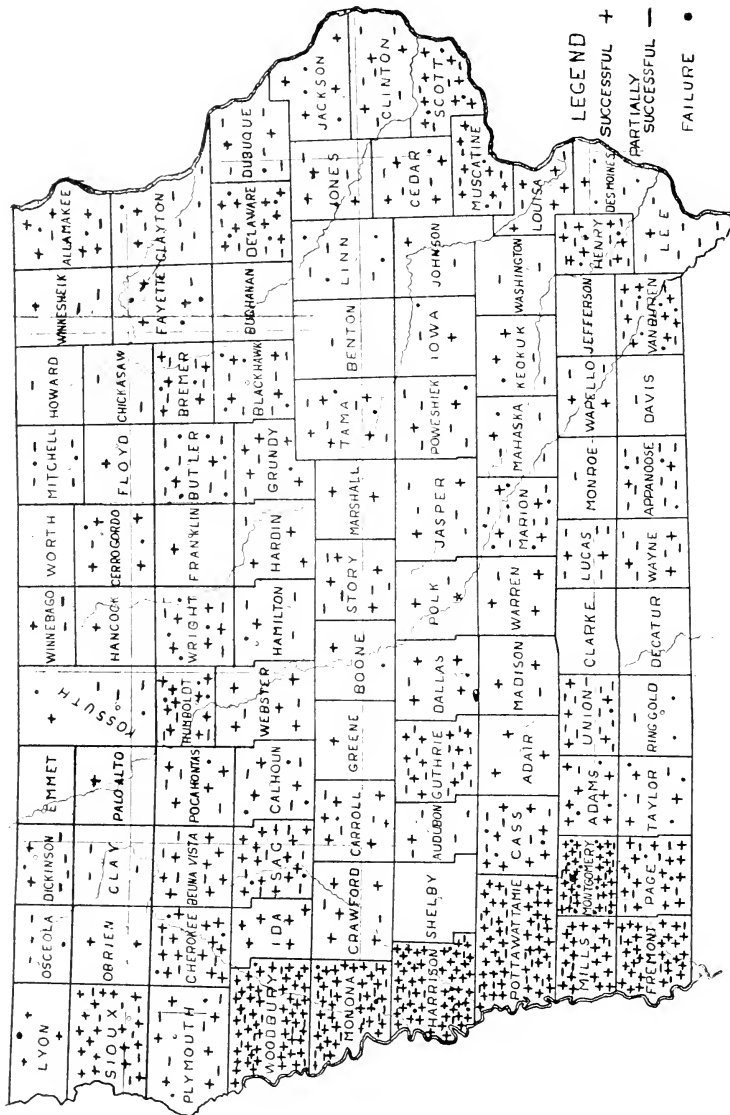 LYON
OSCEOLA
DICKINSON
EMMET
KOSSUTH
WINNEBAGO
WORTH
MITCHELL
HOWARD
WINNESHEIK
ALLAMAKEE
SIOUX
OBRIEN
CLAY
PALO ALTO
HANCOCK
CERRO GORDO
FLOYD
CHICKASAW
PLYMOUTH
CHEROKEE
BEUNA VISTA
POCAHONTAS
HUMBOLDT
WRIGHT
FRANKLIN
BUTLER
BREMER
FAYETTE
CLAYTON
WOODBURY
IDA
SAC
CALHOUN
WEBSTER
HAMILTON
HARDIN
GRUNDY
BLACKHAWK
BUCHANAN
DELAWARE
DUBUQUE
MONONA
CRAWFORD
CARROLL
GREENE
BOONE
STORY
MARSHALL
TAMA
BENTON
LINN
JONES
JACKSON
HARRISON
SHELBY
AUDUBON
GUTHRIE
DALLAS
POLK
JASPER
POWESHIEK
IOWA
JOHNSON
CEDAR
CLINTON
SCOTT
POTTAWATTAMIE
CASS
ADAIR
MADISON
WARREN
MARION
MAHASKA
KEOKUK
WASHINGTON
LOUISA
MUSCATINE
MILLS
MONTGOMERY
ADAMS
UNION
CLARKE
LUCAS
MONROE
WAPELLO
JEFFERSON
HENRY
DES MOINES
FREMONT
PAGE
TAYLOR
RINGGOLD
DECATUR
WAYNE
APPANOOSE
DAVIS
VAN BUREN
LEE
LEGEND
SUCCESSFUL +
PARTIALLY
SUCCESSFUL —
FAILURE •